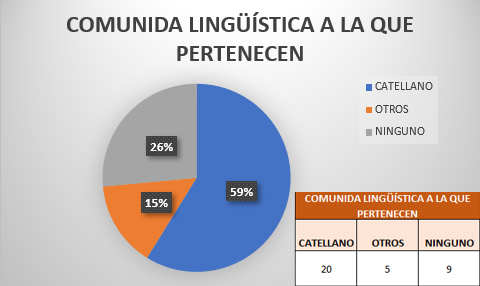 COMUNIDA LINGÜÍSTICA A LA QUE
PERTENECEN
CATELLANO
OTROS
NINGUNO
26%
15%
59%
COMUNIDA LINGÜÍSTICA A LA QUE
PERTENECEN
CATELLANO OTROS NINGUNO
20 5 9